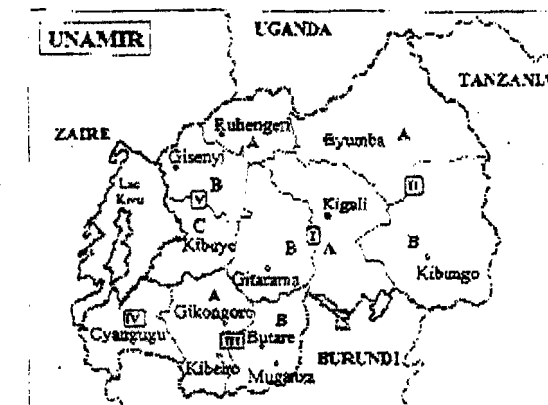 UGANDA
UNAMIR
TANZANI
ZAIRE
Ruhengeri
A
Byumba A
Gisenyi
B
II
Lac
Kivu
V
C
Kigali
Kibuye
B
I
A
B
Kibungo
Gitarama
A
IV
Gikongoro
B
Cyangugu
III
Butare
BURUNDI
Kibeho
Muganza